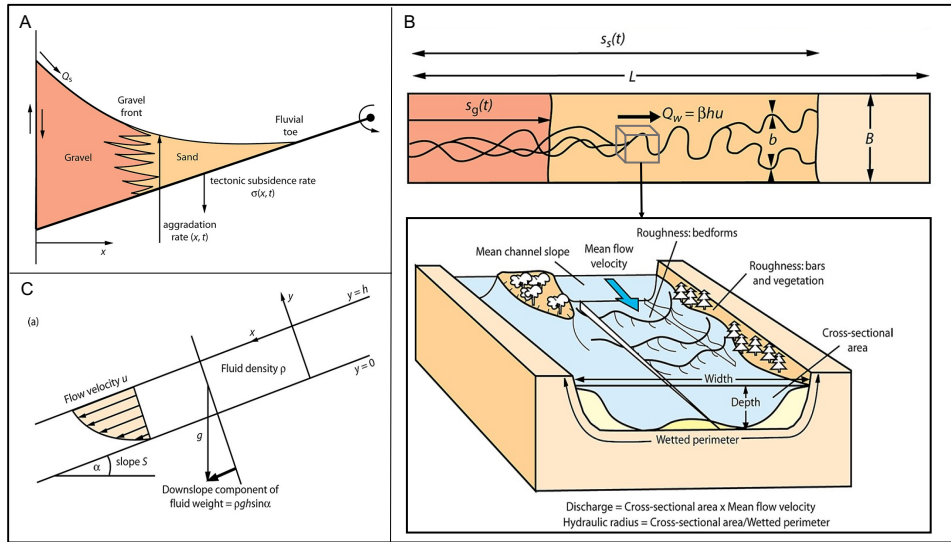 A
Qs
Gravel
front
Fluvial
toe
Gravel
Sand
tectonic subsidence rate
σ(x, t)
aggradation
rate (x, t)
x
B
ss(t)
L
sg(t)
Qw = βhu
b
B
Mean channel slope
Mean flow
velocity
Roughness: bedforms
Roughness: bars
and vegetation
Cross-sectional
area
Width
Depth
Wetted perimeter
Discharge = Cross-sectional area x Mean flow velocity
Hydraulic radius = Cross-sectional area/Wetted perimeter
C
(a)
y
y = h
x
Fluid density ρ
y=0
Flow velocity u
g
α
slope S
Downslope component of
fluid weight = ρghsinα